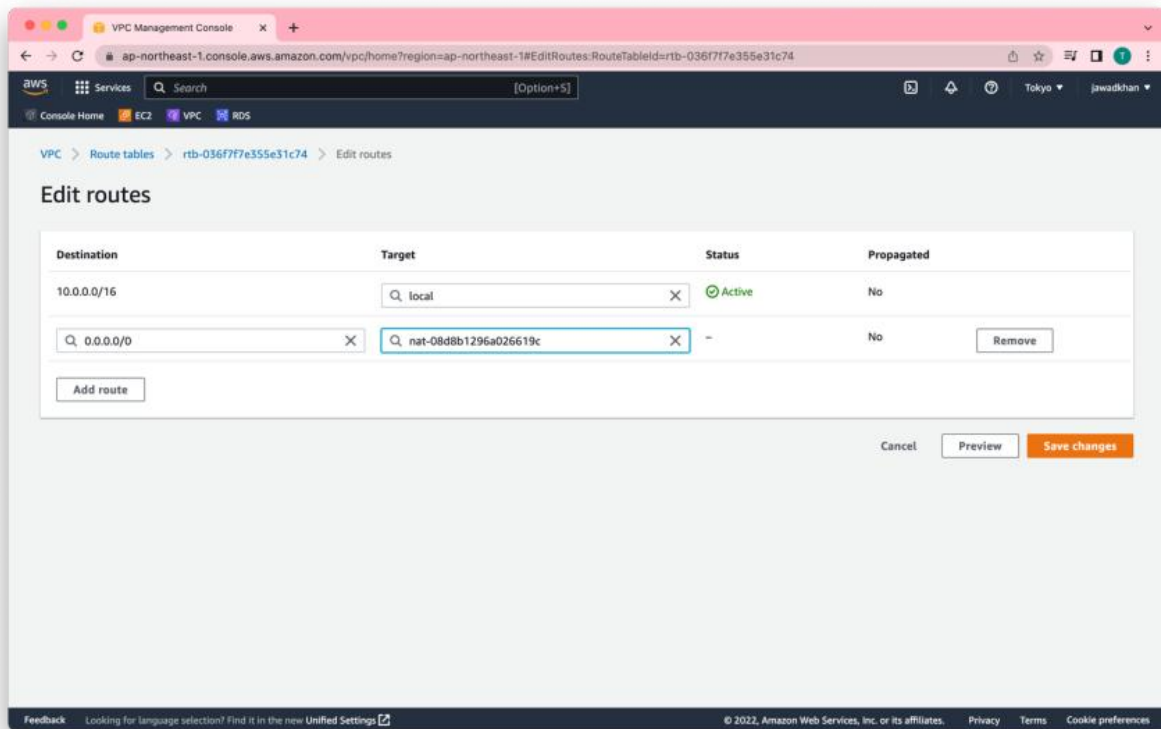 VPC Management Console
ap-northeast-1.console.aws.amazon.com/vpc/home?region=ap-northeast-1#EditRoutes:RouteTableId=rtb-036f7f7e355e31c74
T
aws Services Search [Option+S] Tokyo jawadkhan
Console Home EC2 VPC RDS
VPC > Route tables > rtb-036f7f7e355e31c74 > Edit routes
Edit routes
Destination Target Status Propagated
10.0.0.0/16 local Active No
0.0.0.0/0 nat-08d8b1296a026619c – No Remove
Add route
Cancel Preview Save changes
Feedback Looking for language selection? Find it in the new Unified Settings © 2022, Amazon Web Services, Inc. or its affiliates. Privacy Terms Cookie preferences